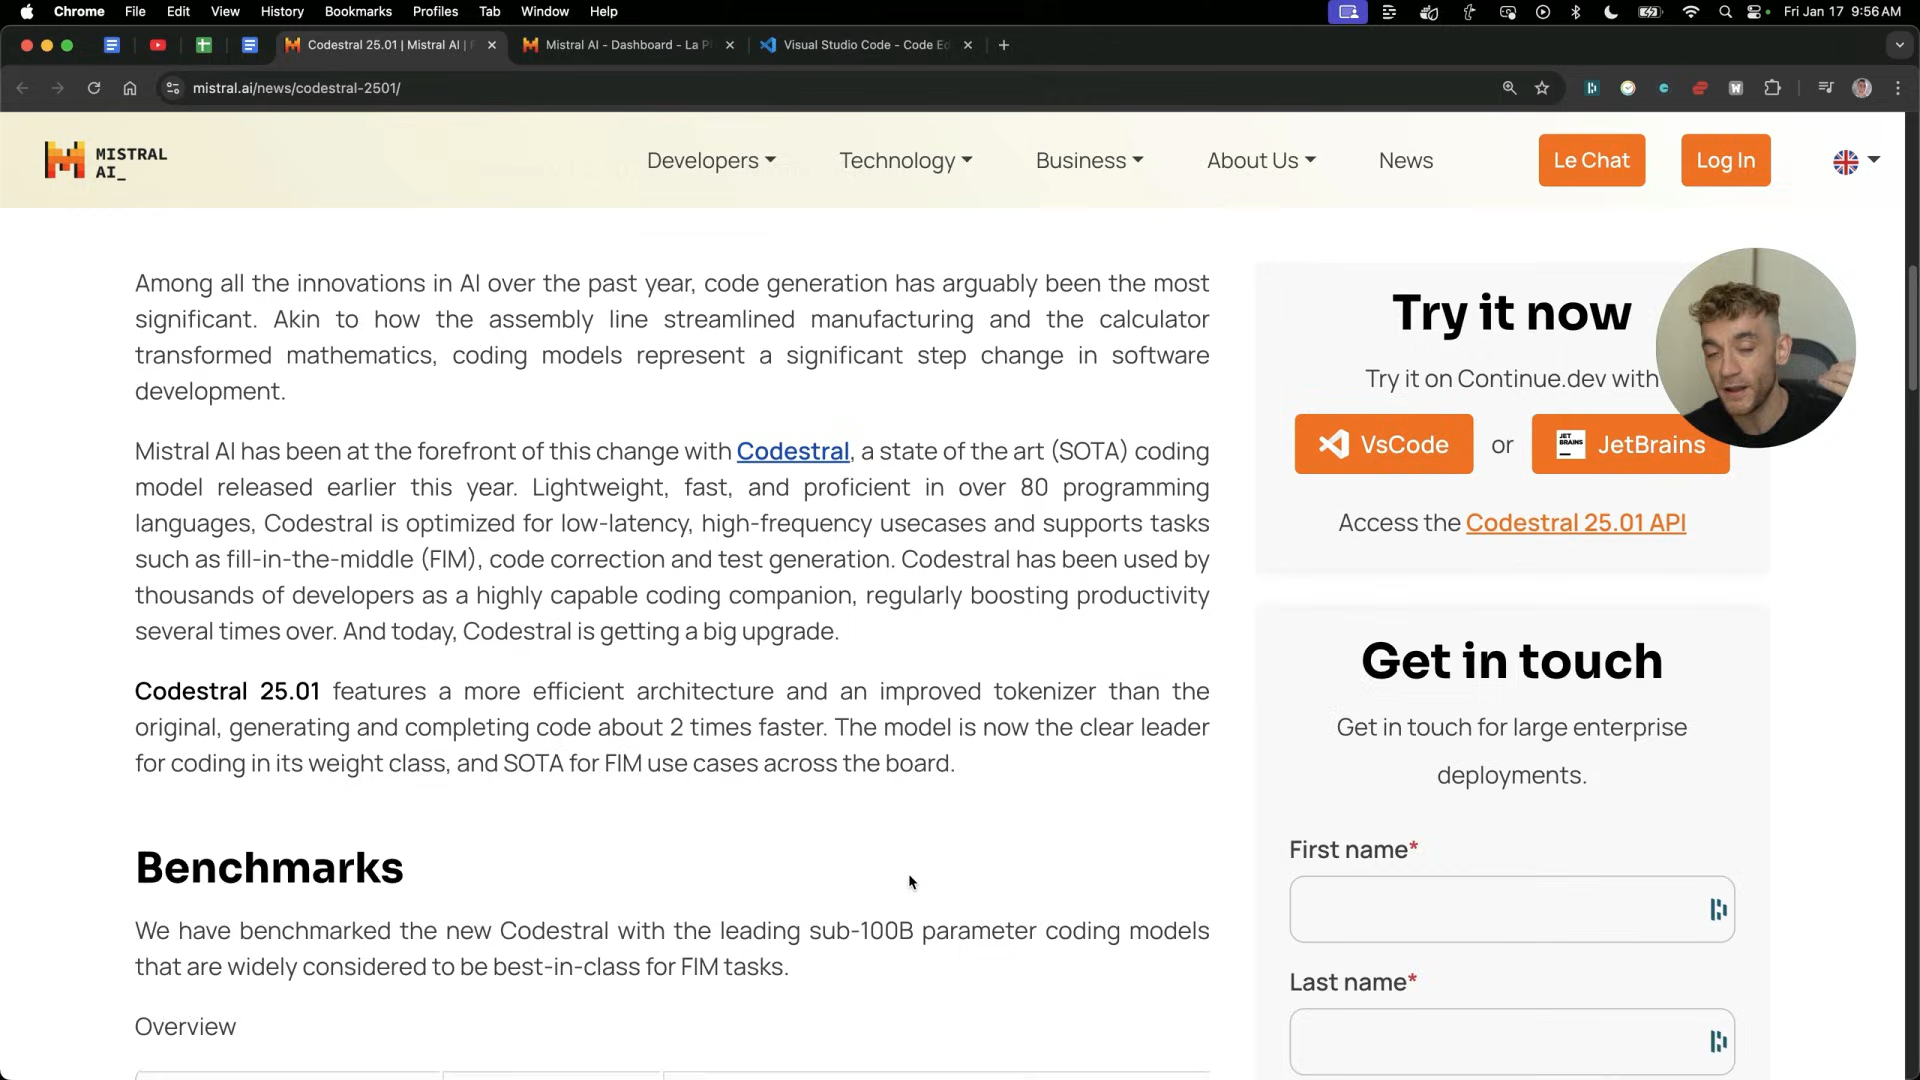 Chrome File Edit View History Bookmarks Profiles Tab Window Help Fri Jan 17 9:56 AM
Codestral 25.01 | Mistral AI | Mistral AI - Dashboard - La Visual Studio Code - Code
mistral.ai/news/codestral-2501/
MISTRAL
AI_
Developers Technology Business About Us News Le Chat Log In
Among all the innovations in AI over the past year, code generation has arguably been the most
significant. Akin to how the assembly line streamlined manufacturing and the calculator
transformed mathematics, coding models represent a significant step change in software
development.
Mistral AI has been at the forefront of this change with Codestral, a state of the art (SOTA) coding
model released earlier this year. Lightweight, fast, and proficient in over 80 programming
languages, Codestral is optimized for low-latency, high-frequency usecases and supports tasks
such as fill-in-the-middle (FIM), code correction and test generation. Codestral has been used by
thousands of developers as a highly capable coding companion, regularly boosting productivity
several times over. And today, Codestral is getting a big upgrade.
Codestral 25.01 features a more efficient architecture and an improved tokenizer than the
original, generating and completing code about 2 times faster. The model is now the clear leader
for coding in its weight class, and SOTA for FIM use cases across the board.
Benchmarks
We have benchmarked the new Codestral with the leading sub-100B parameter coding models
that are widely considered to be best-in-class for FIM tasks.
Overview
Try it now
Try it on Continue.dev with
VsCode or JET BRAINS JetBrains
Access the Codestral 25.01 API
Get in touch
Get in touch for large enterprise
deployments.
First name*
Last name*